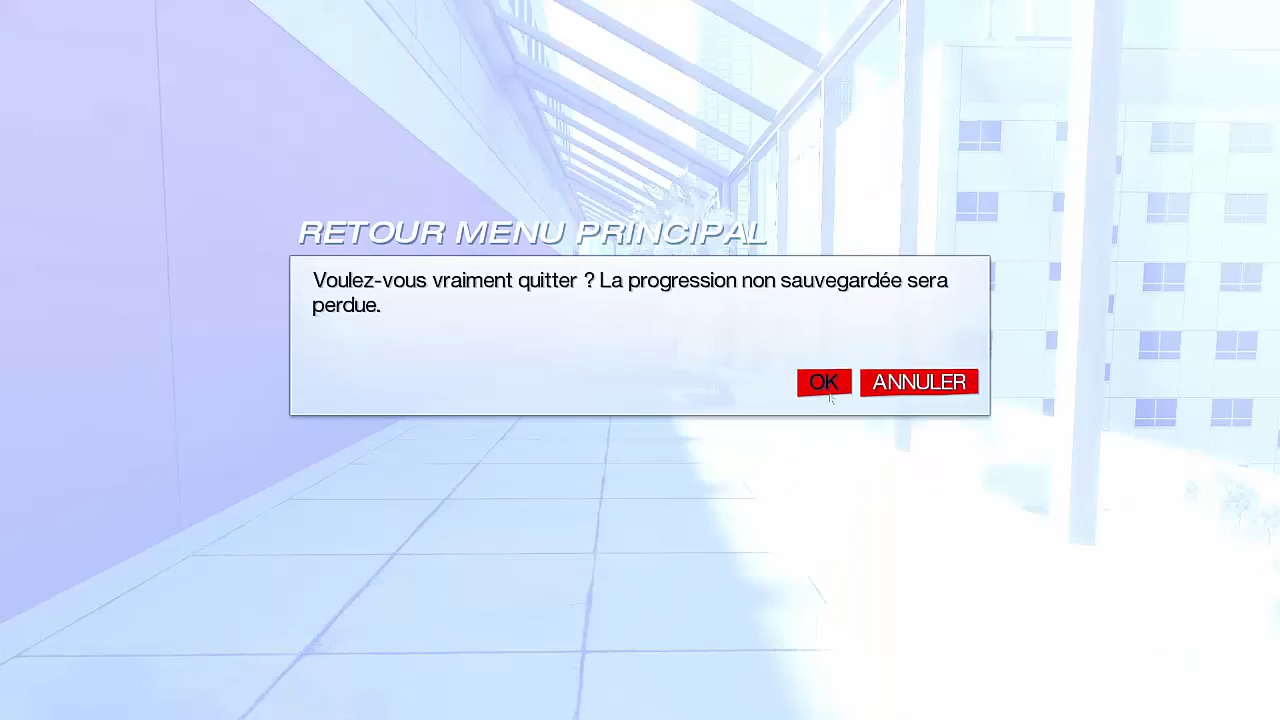 RETOUR MENU PRINCIPAL
Voulez-vous vraiment quitter ? La progression non sauvegardée sera
perdue.
OK ANNULER